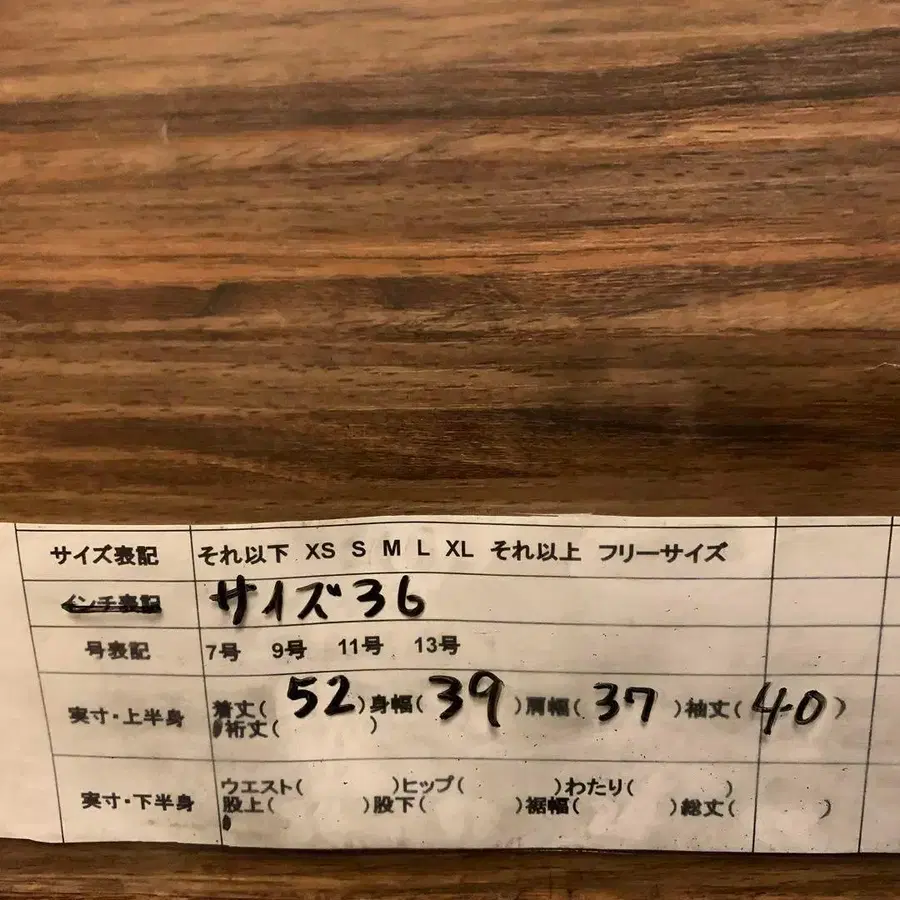 サイズ表記 それ以下 XS S M L XL それ以上 フリーサイズ
インチ表記 サイズ36
号表記 7号 9号 11号 13号
実寸・上半身 着丈( 52 )身幅( 39 )肩幅( 37 )袖丈( 40 )
裄丈( )
実寸・下半身 ウエスト( )ヒップ( )わたり( )
股上( )股下( )裾幅( )総丈( )